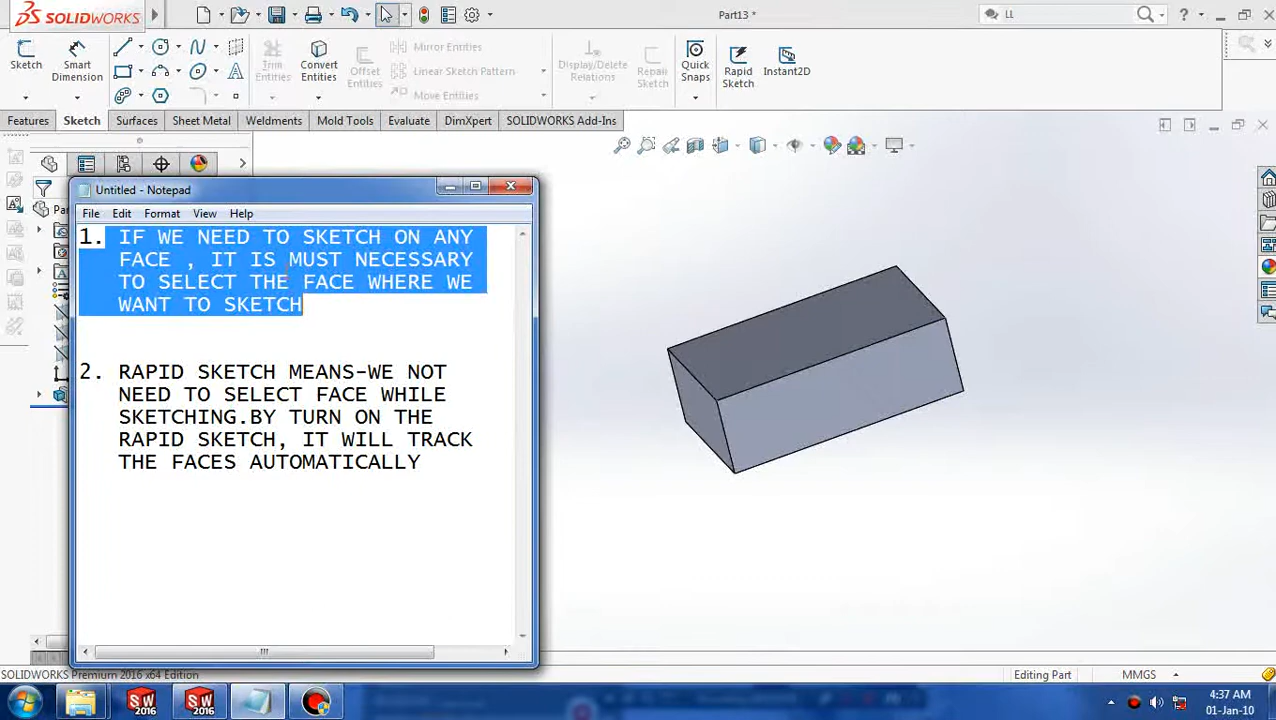 SOLIDWORKS
Part13 *
LL
?
Sketch
Smart Dimension
Trim Entities
Convert Entities
Offset Entities
Mirror Entities
Linear Sketch Pattern
Move Entities
Display/Delete Relations
Repair Sketch
Quick Snaps
Rapid Sketch
Instant2D
Features
Sketch
Surfaces
Sheet Metal
Weldments
Mold Tools
Evaluate
DimXpert
SOLIDWORKS Add-Ins
Untitled - Notepad
File Edit Format View Help
1. IF WE NEED TO SKETCH ON ANY
FACE , IT IS MUST NECESSARY
TO SELECT THE FACE WHERE WE
WANT TO SKETCH
2. RAPID SKETCH MEANS-WE NOT
NEED TO SELECT FACE WHILE
SKETCHING.BY TURN ON THE
RAPID SKETCH, IT WILL TRACK
THE FACES AUTOMATICALLY
SOLIDWORKS Premium 2016 x64 Edition
Editing Part
MMGS
SW 2016
SW 2016
4:37 AM
01-Jan-10